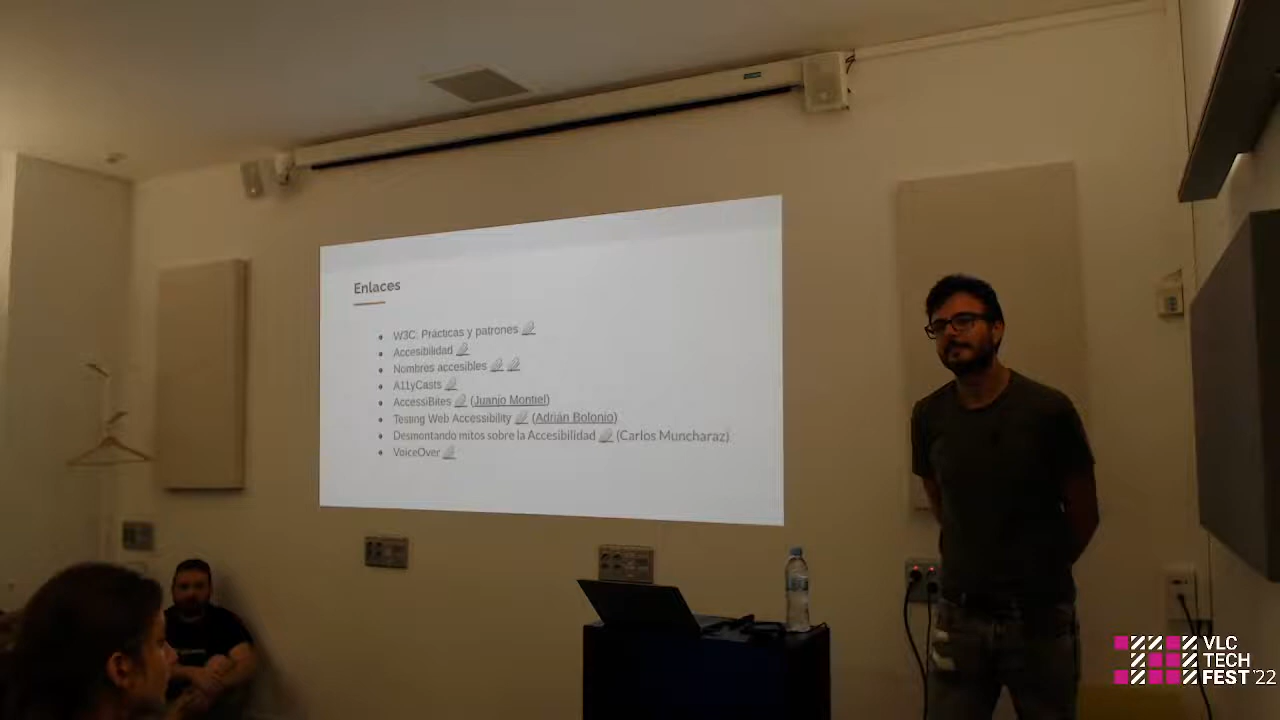 Enlaces
W3C: Prácticas y patrones
Accesibilidad
Nombres accesibles
A11yCasts
AccessiBites (Juanjo Montiel)
Testing Web Accessibility (Adrián Bolonio)
Desmontando mitos sobre la Accesibilidad (Carlos Muncharaz)
VoiceOver
VLC
TECH
FEST '22